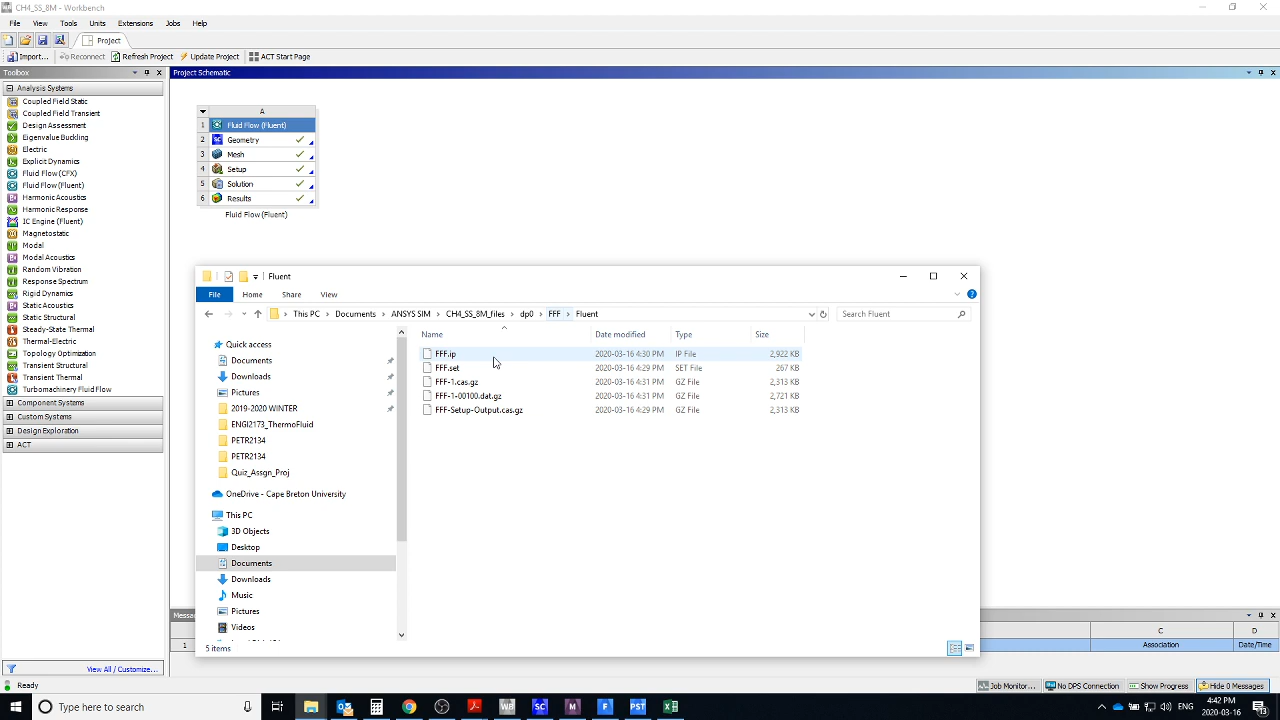 CH4_SS_8M - Workbench
File View Tools Units Extensions Jobs Help
Project
Import... Reconnect Refresh Project Update Project ACT Start Page
Toolbox
Analysis Systems
Coupled Field Static
Coupled Field Transient
Design Assessment
Eigenvalue Buckling
Electric
Explicit Dynamics
Fluid Flow (CFX)
Fluid Flow (Fluent)
Harmonic Acoustics
Harmonic Response
IC Engine (Fluent)
Magnetostatic
Modal
Modal Acoustics
Random Vibration
Response Spectrum
Rigid Dynamics
Static Acoustics
Static Structural
Steady-State Thermal
Thermal-Electric
Topology Optimization
Transient Structural
Transient Thermal
Turbomachinery Fluid Flow
Component Systems
Custom Systems
Design Exploration
ACT
View All / Customize...
Project Schematic
A
1 Fluid Flow (Fluent)
2 Geometry
3 Mesh
4 Setup
5 Solution
6 Results
Fluid Flow (Fluent)
Fluent
File Home Share View
This PC Documents ANSYS SIM CH4_SS_8M_files dp0 FFF Fluent
Search Fluent
Quick access
Documents
Downloads
Pictures
2019-2020 WINTER
ENGI2173_ThermoFluid
PETR2134
PETR2134
Quiz_Assgn_Proj
OneDrive - Cape Breton University
This PC
3D Objects
Desktop
Documents
Downloads
Music
Pictures
Videos
Name Date modified Type Size
FFF.ip 2020-03-16 4:30 PM IP File 2,922 KB
FFF.set 2020-03-16 4:29 PM SET File 267 KB
FFF-1.cas.gz 2020-03-16 4:31 PM GZ File 2,313 KB
FFF-1-00100.dat.gz 2020-03-16 4:31 PM GZ File 2,721 KB
FFF-Setup-Output.cas.gz 2020-03-16 4:29 PM GZ File 2,313 KB
5 items
C D
1 Association Date/Time
Ready
Job Monitor... No DPS Connection Show Progress Hide 0 Messages
Type here to search
4:42 PM
2020-03-16